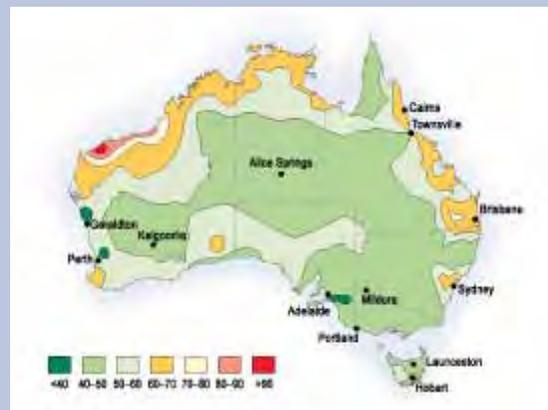 Cairns
Townsville
Alice Springs
Brisbane
Geraldton
Kalgoorlie
Perth
Sydney
Adelaide
Mildura
Portland
Launceston
Hobart
<40 40–50 50–60 60–70 70–80 80–90 >90